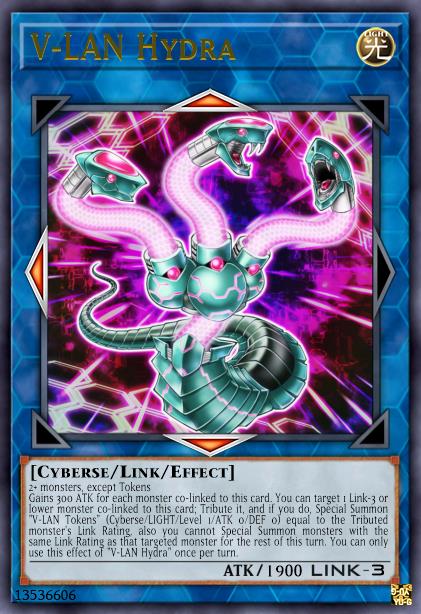 V-LAN Hydra
LIGHT
光
[Cyberse/Link/Effect]
2+ monsters, except Tokens
Gains 300 ATK for each monster co-linked to this card. You can target 1 Link-3 or
lower monster co-linked to this card; Tribute it, and if you do, Special Summon
"V-LAN Tokens" (Cyberse/LIGHT/Level 1/ATK 0/DEF 0) equal to the Tributed
monster's Link Rating, also you cannot Special Summon monsters with the
same Link Rating as that targeted monster for the rest of this turn. You can only
use this effect of "V-LAN Hydra" once per turn.
ATK/1900 LINK-3
13536606